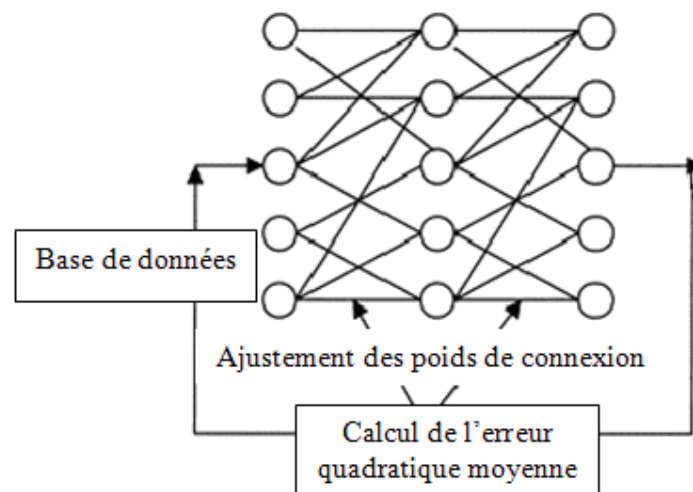 Base de données
Ajustement des poids de connexion
Calcul de l’erreur
quadratique moyenne